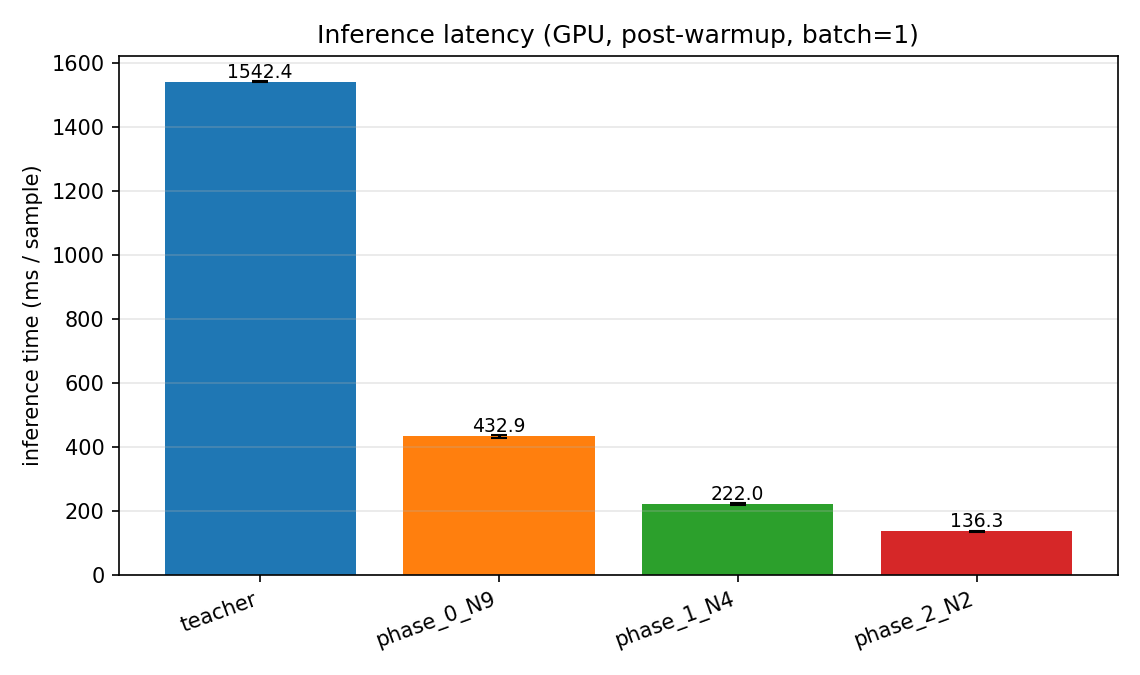 Inference latency (GPU, post-warmup, batch=1)
inference time (ms / sample)
1600
1400
1200
1000
800
600
400
200
0
1542.4
432.9
222.0
136.3
teacher
phase_0_N9
phase_1_N4
phase_2_N2